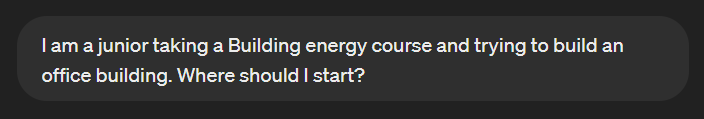 I am a junior taking a Building energy course and trying to build an
office building. Where should I start?